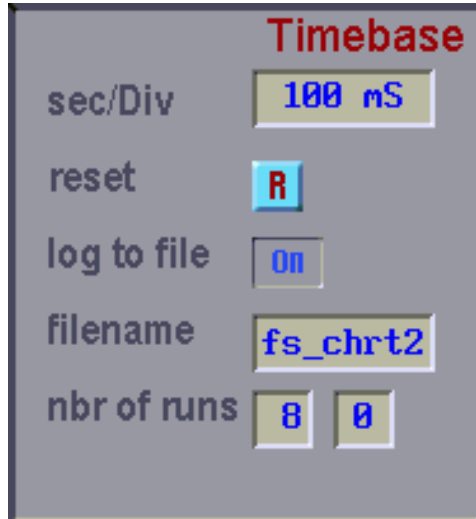 Timebase
sec/Div 100 mS
reset R
log to file On
filename fs_chrt2
nbr of runs 8 0